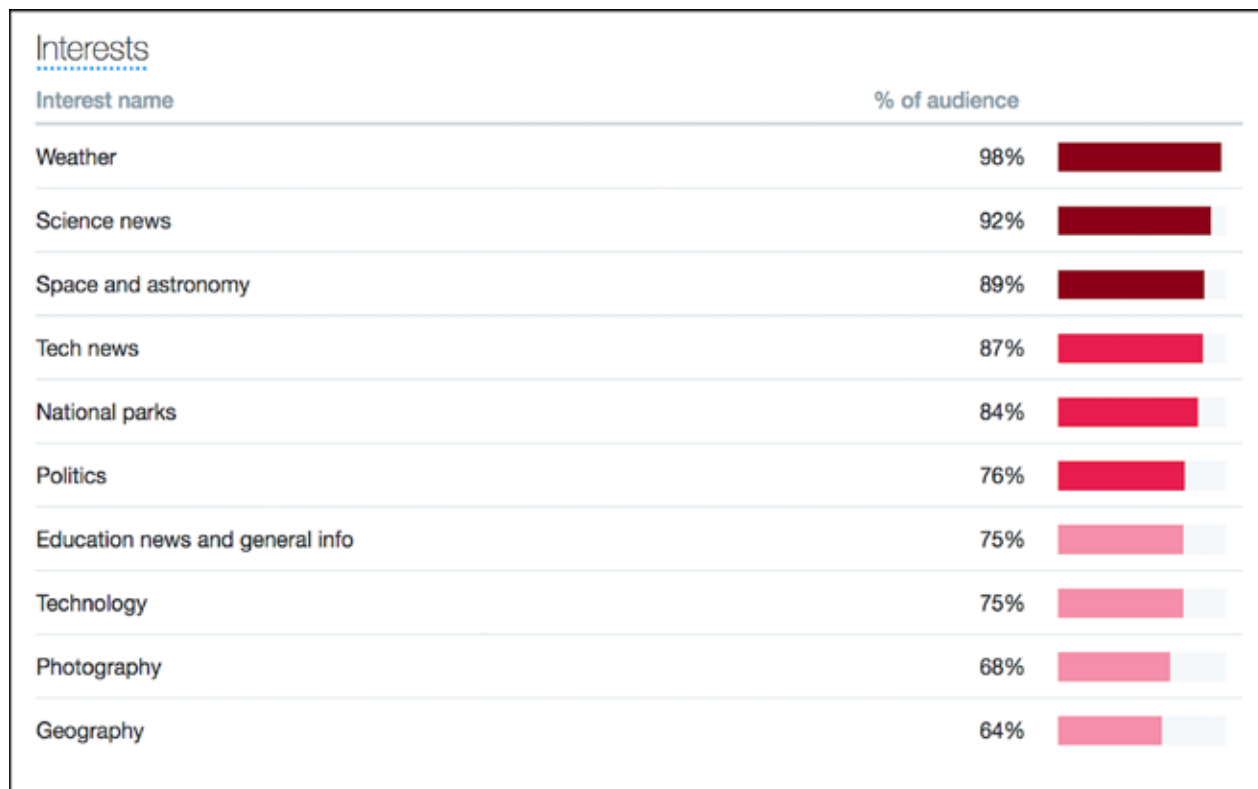 Interests
Interest name % of audience
Weather 98%
Science news 92%
Space and astronomy 89%
Tech news 87%
National parks 84%
Politics 76%
Education news and general info 75%
Technology 75%
Photography 68%
Geography 64%